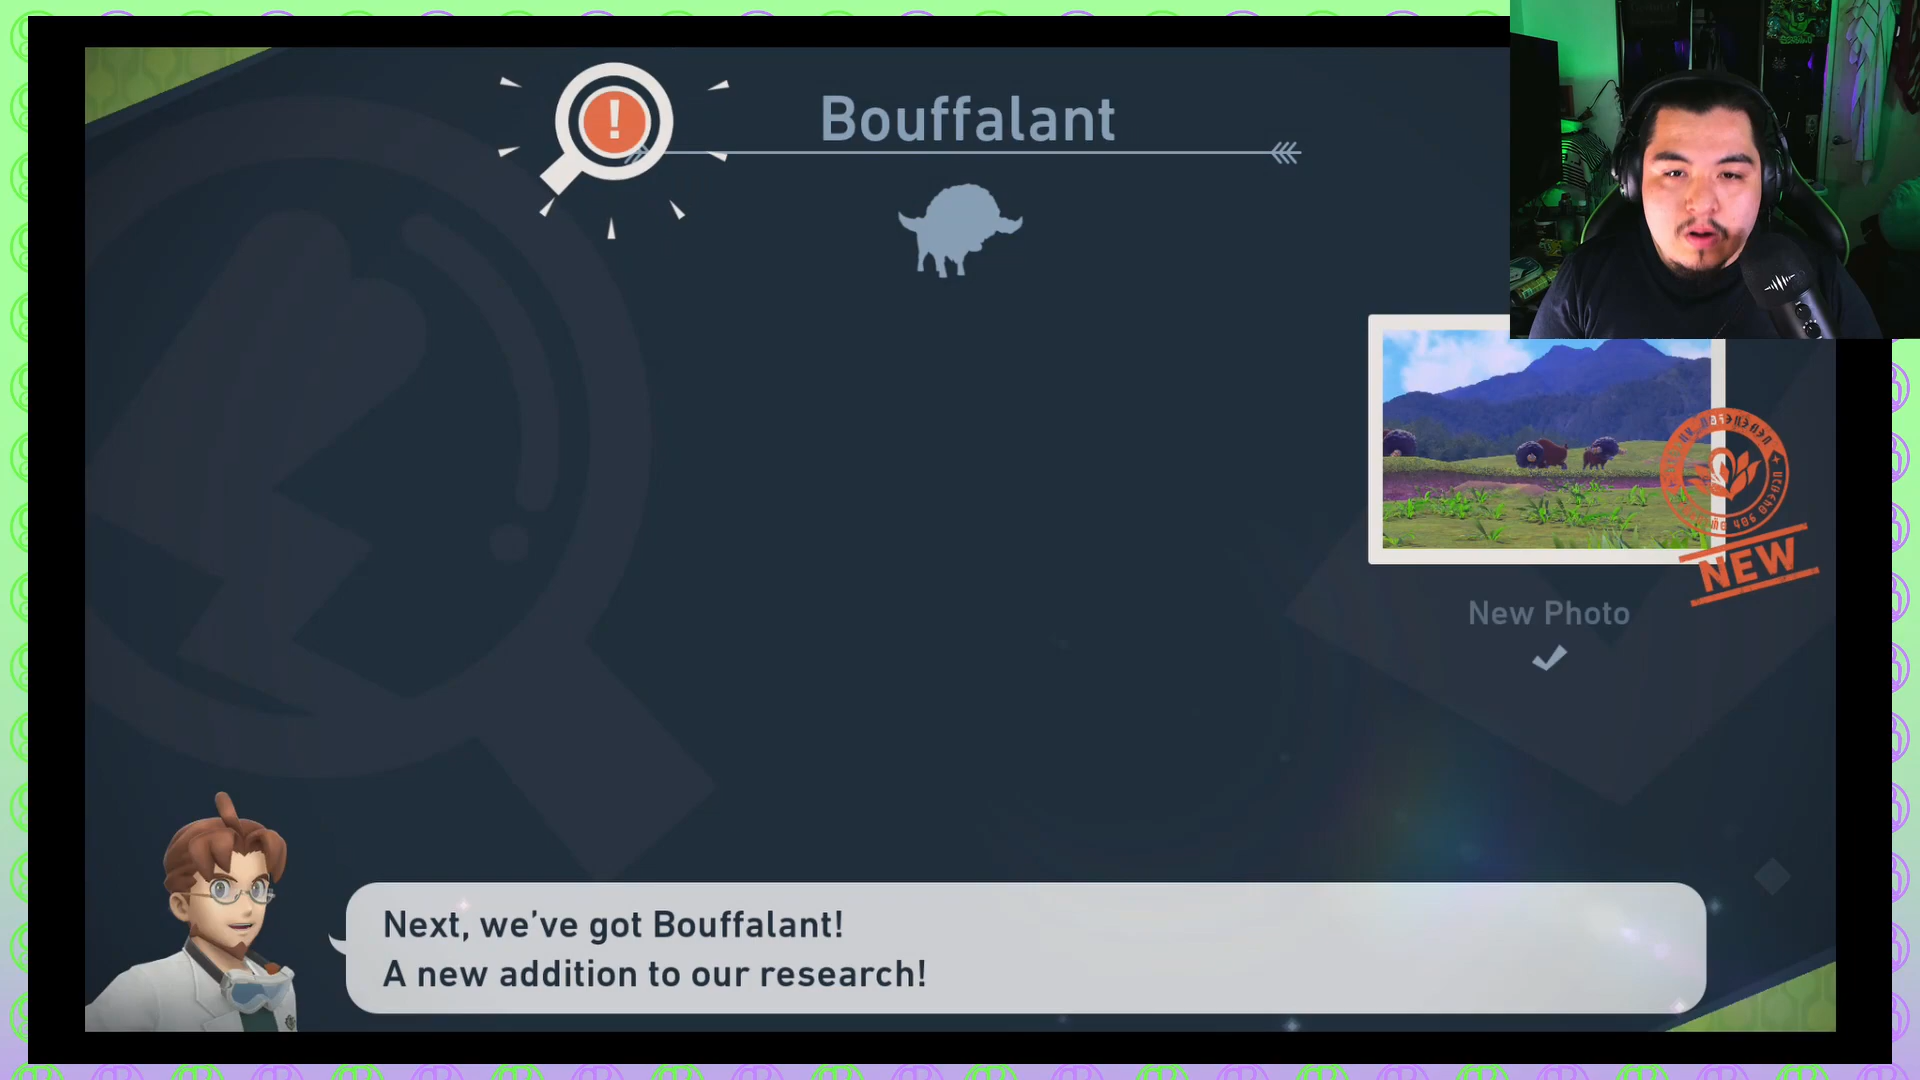 Bouffalant
NEW
New Photo
Next, we've got Bouffalant!
A new addition to our research!